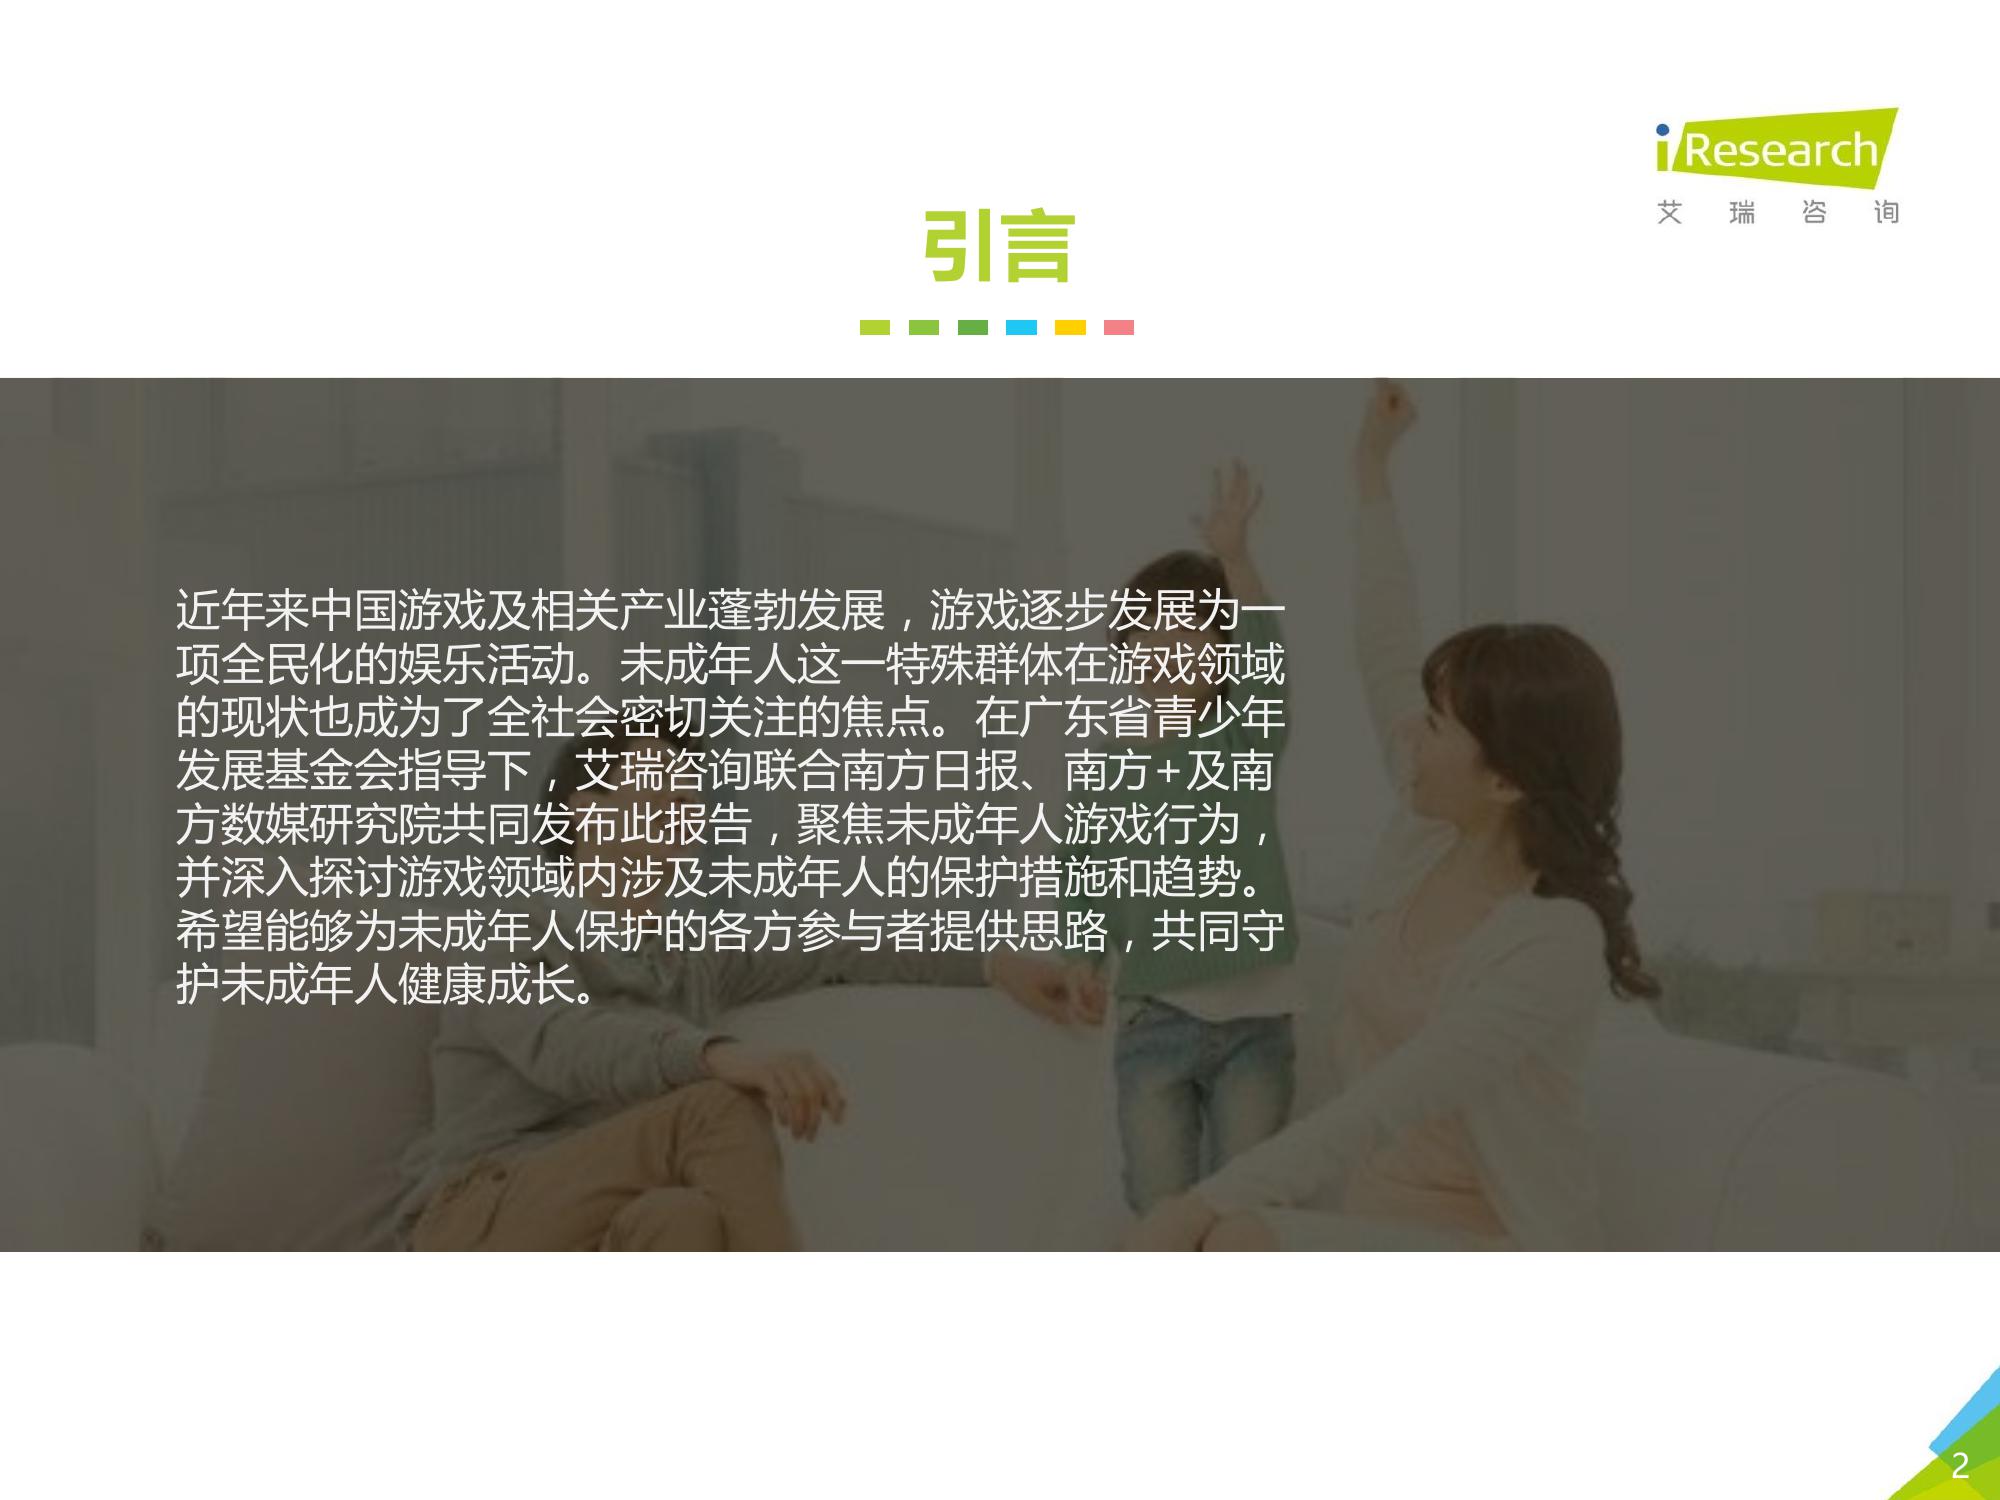 iResearch
艾瑞咨询
引言
近年来中国游戏及相关产业蓬勃发展，游戏逐步发展为一
项全民化的娱乐活动。未成年人这一特殊群体在游戏领域
的现状也成为了全社会密切关注的焦点。在广东省青少年
发展基金会指导下，艾瑞咨询联合南方日报、南方+及南
方数媒研究院共同发布此报告，聚焦未成年人游戏行为，
并深入探讨游戏领域内涉及未成年人的保护措施和趋势。
希望能够为未成年人保护的各方参与者提供思路，共同守
护未成年人健康成长。
2